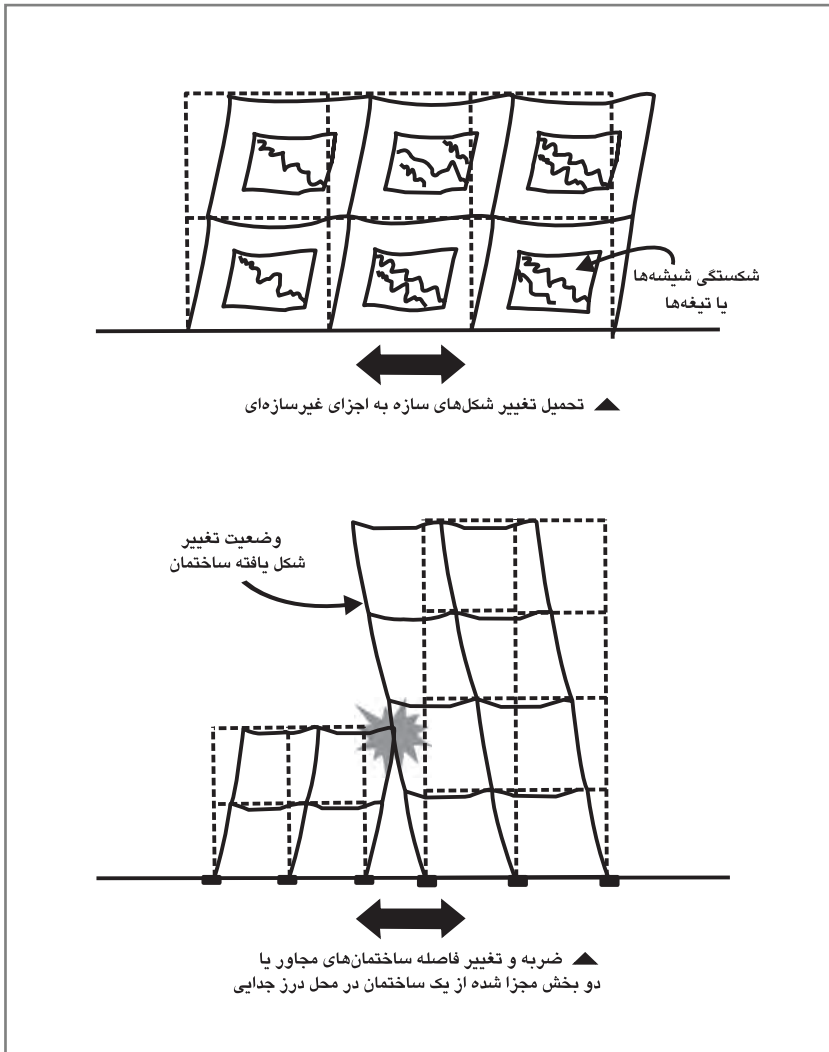 شکستگی شیشه‌ها
یا تیغه‌ها
تحمیل تغییر شکل‌های سازه به اجزای غیرسازه‌ای
وضعیت تغییر
شکل یافته ساختمان
ضربه و تغییر فاصله ساختمان‌های مجاور یا
دو بخش مجزا شده از یک ساختمان در محل درز جدایی